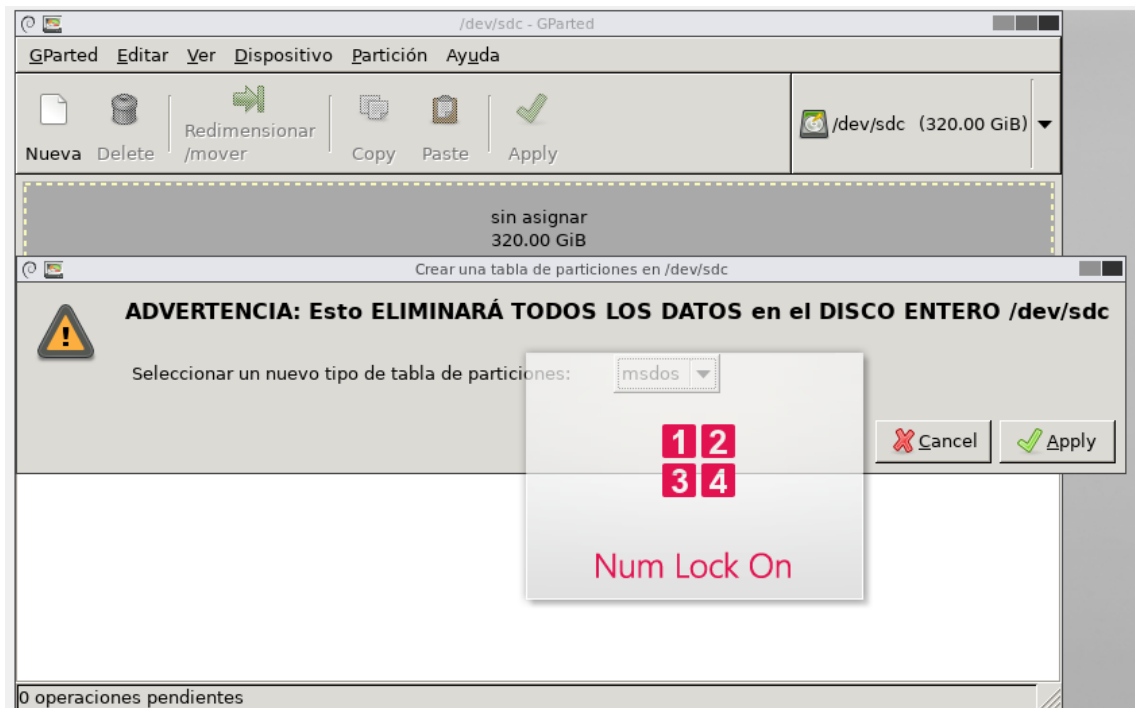 /dev/sdc - GParted
GParted Editar Ver Dispositivo Partición Ayuda
Nueva Delete Redimensionar
/mover Copy Paste Apply
/dev/sdc (320.00 GiB)
sin asignar
320.00 GiB
Crear una tabla de particiones en /dev/sdc
ADVERTENCIA: Esto ELIMINARÁ TODOS LOS DATOS en el DISCO ENTERO /dev/sdc
Seleccionar un nuevo tipo de tabla de particiones: msdos
Cancel Apply
1 2
3 4
Num Lock On
0 operaciones pendientes